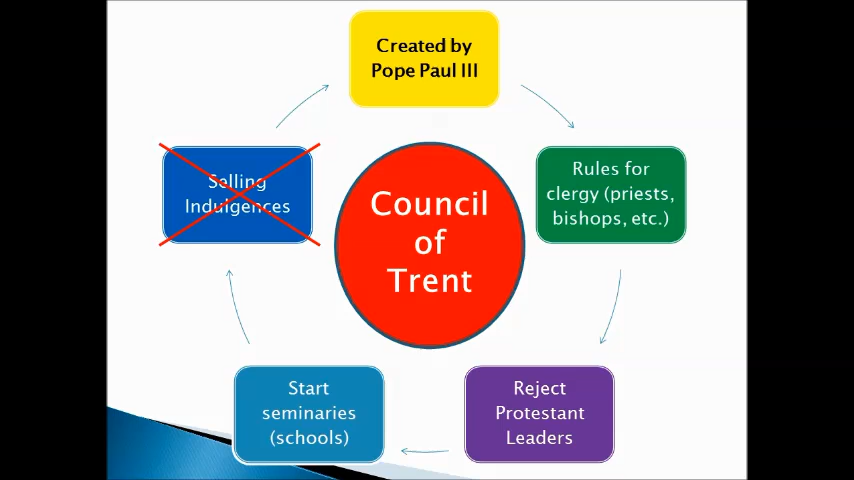 Created by
Pope Paul III
Rules for
clergy (priests,
bishops, etc.)
Selling
Indulgences
Council
of
Trent
Start
seminaries
(schools)
Reject
Protestant
Leaders